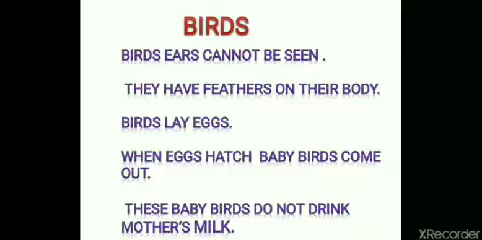 BIRDS
BIRDS EARS CANNOT BE SEEN .
THEY HAVE FEATHERS ON THEIR BODY.
BIRDS LAY EGGS.
WHEN EGGS HATCH BABY BIRDS COME
OUT.
THESE BABY BIRDS DO NOT DRINK
MOTHER'S MILK.
XRecorder